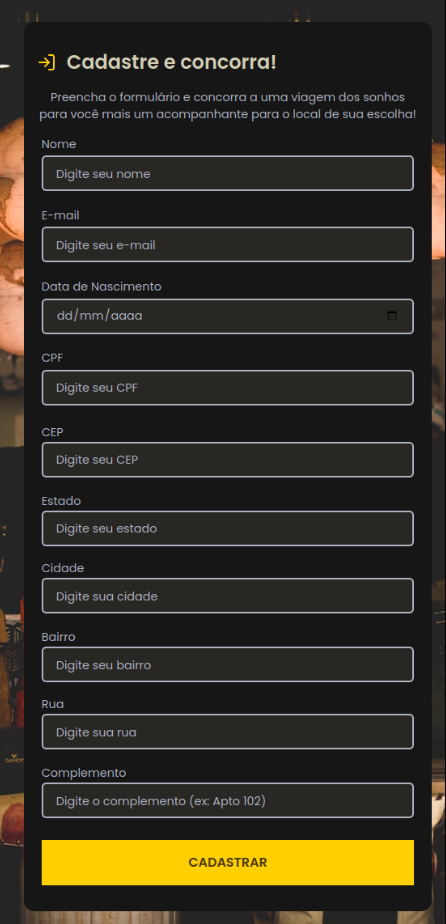 Cadastre e concorra!
Preencha o formulário e concorra a uma viagem dos sonhos
para você mais um acompanhante para o local de sua escolha!
Nome
Digite seu nome
E-mail
Digite seu e-mail
Data de Nascimento
dd/mm/aaaa
CPF
Digite seu CPF
CEP
Digite seu CEP
Estado
Digite seu estado
Cidade
Digite sua cidade
Bairro
Digite seu bairro
Rua
Digite sua rua
Complemento
Digite o complemento (ex: Apto 102)
CADASTRAR